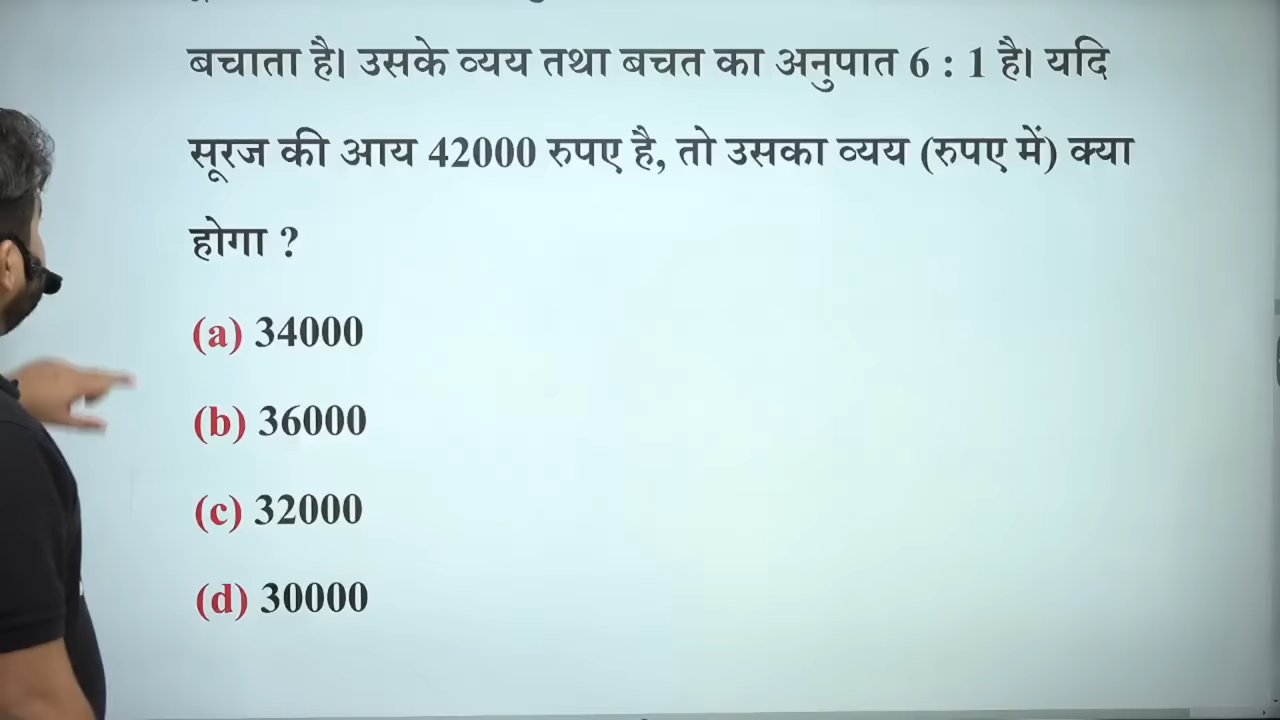 बचाता है। उसके व्यय तथा बचत का अनुपात 6 : 1 है। यदि
सूरज की आय 42000 रुपए है, तो उसका व्यय (रुपए में) क्या
होगा ?
(a) 34000
(b) 36000
(c) 32000
(d) 30000